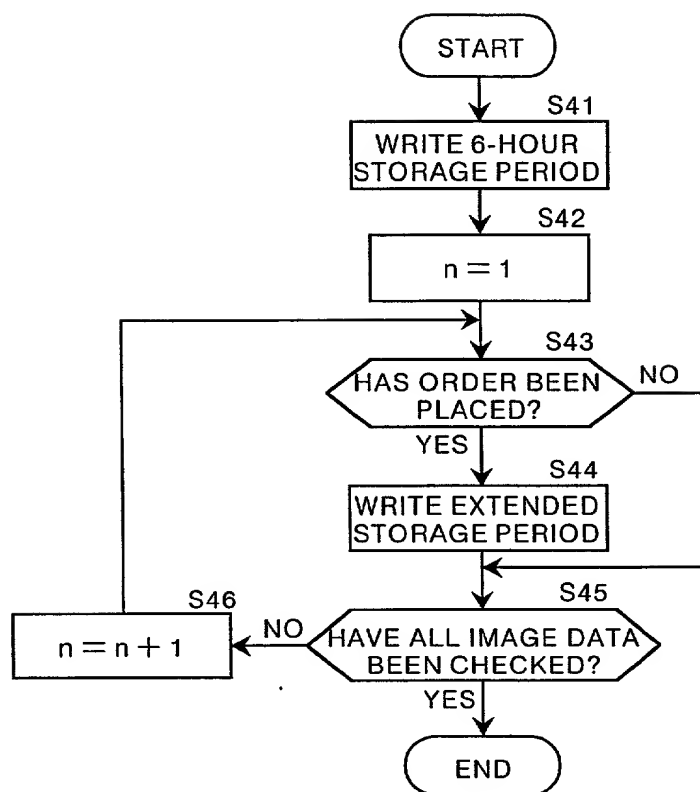 START
S41
WRITE 6-HOUR
STORAGE PERIOD
S42
n = 1
S43
HAS ORDER BEEN
PLACED?
NO
YES
S44
WRITE EXTENDED
STORAGE PERIOD
S45
HAVE ALL IMAGE DATA
BEEN CHECKED?
NO
S46
n = n + 1
YES
END